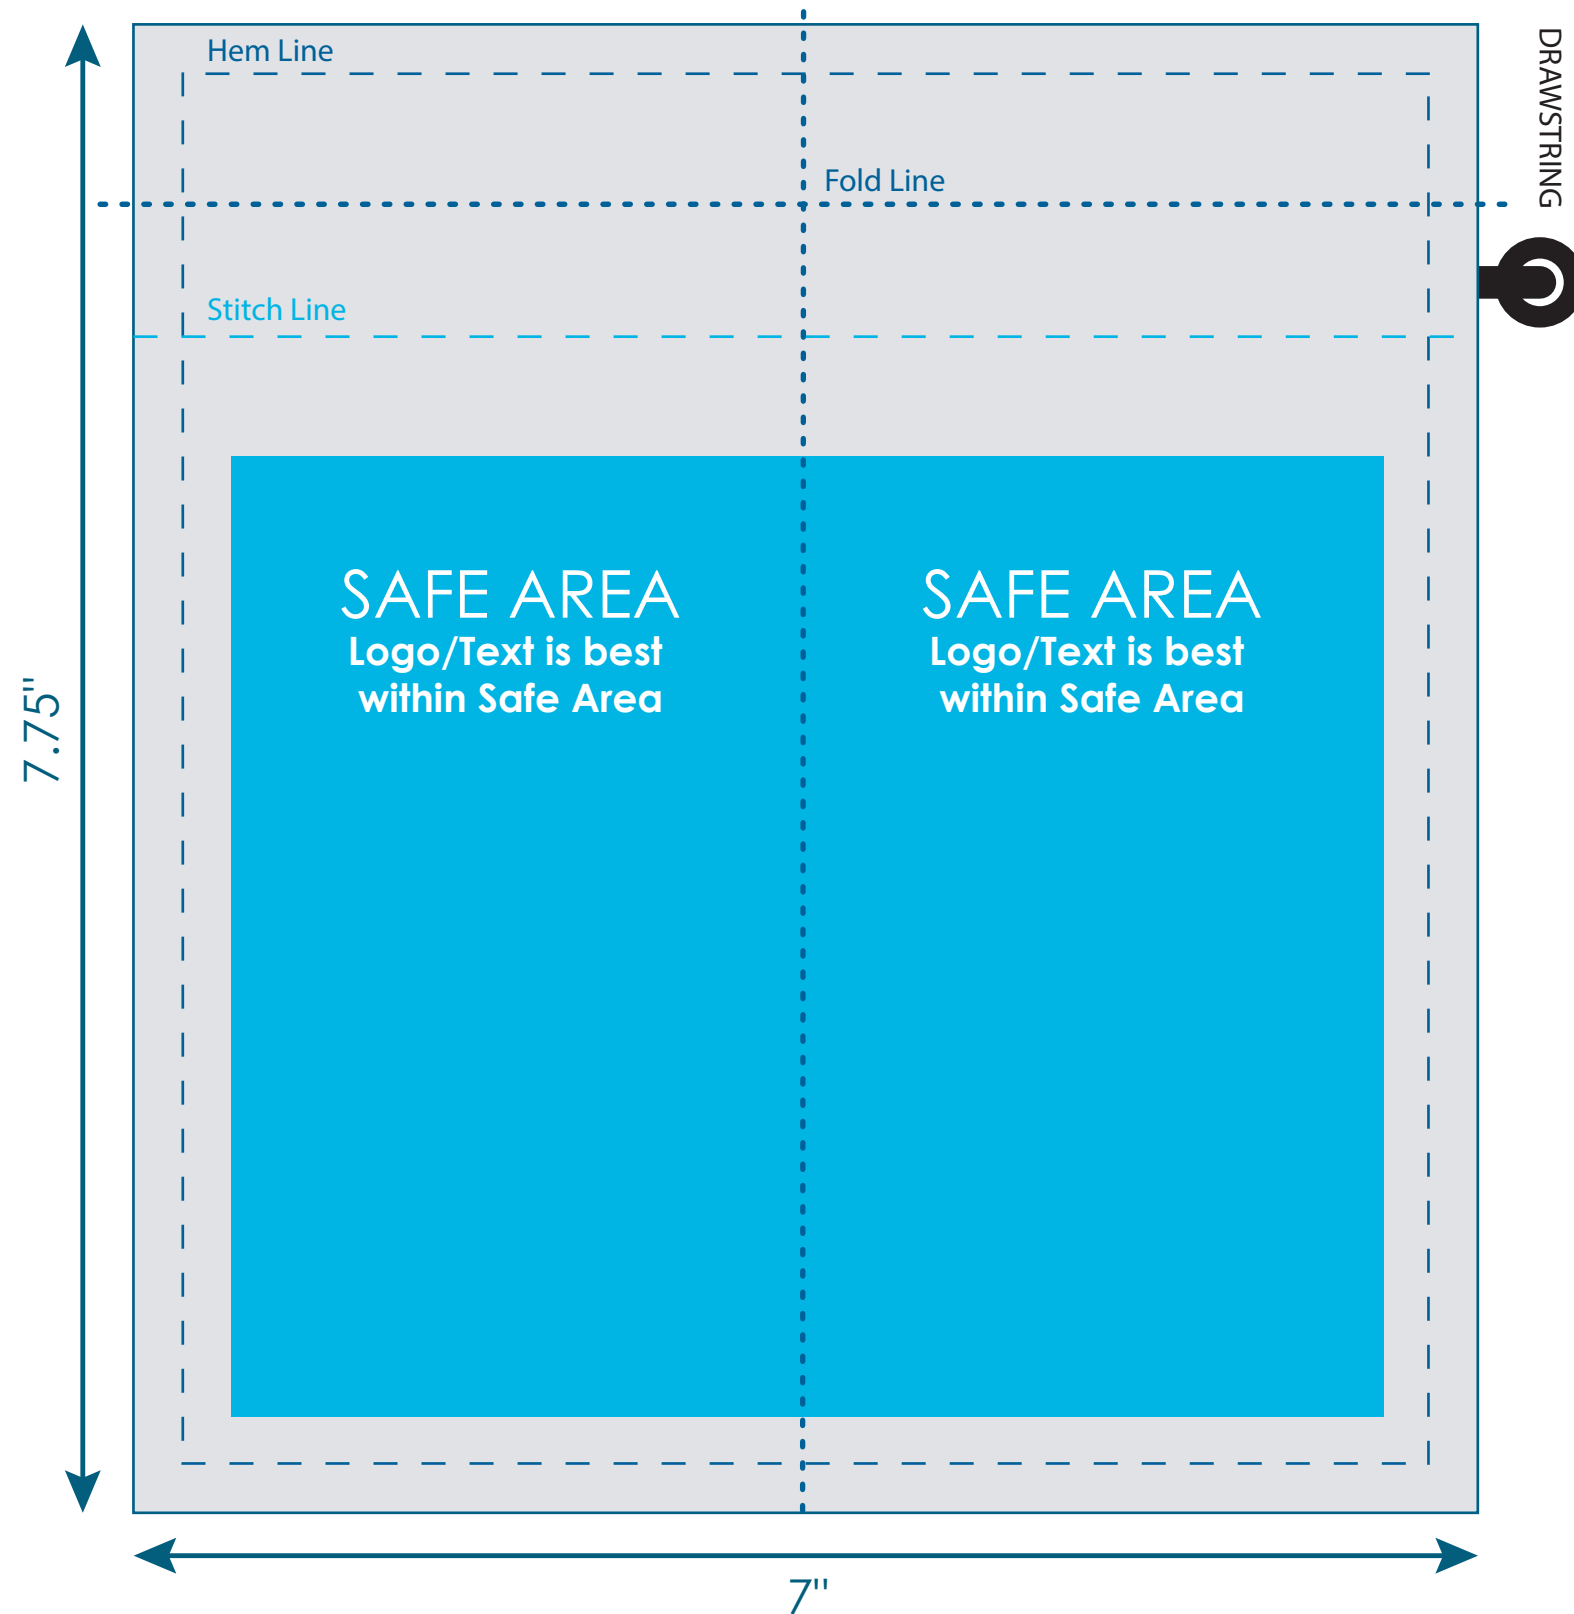 Hem Line
DRAWSTRING
Fold Line
Stitch Line
SAFE AREA
Logo/Text is best
within Safe Area
SAFE AREA
Logo/Text is best
within Safe Area
7.75"
7"